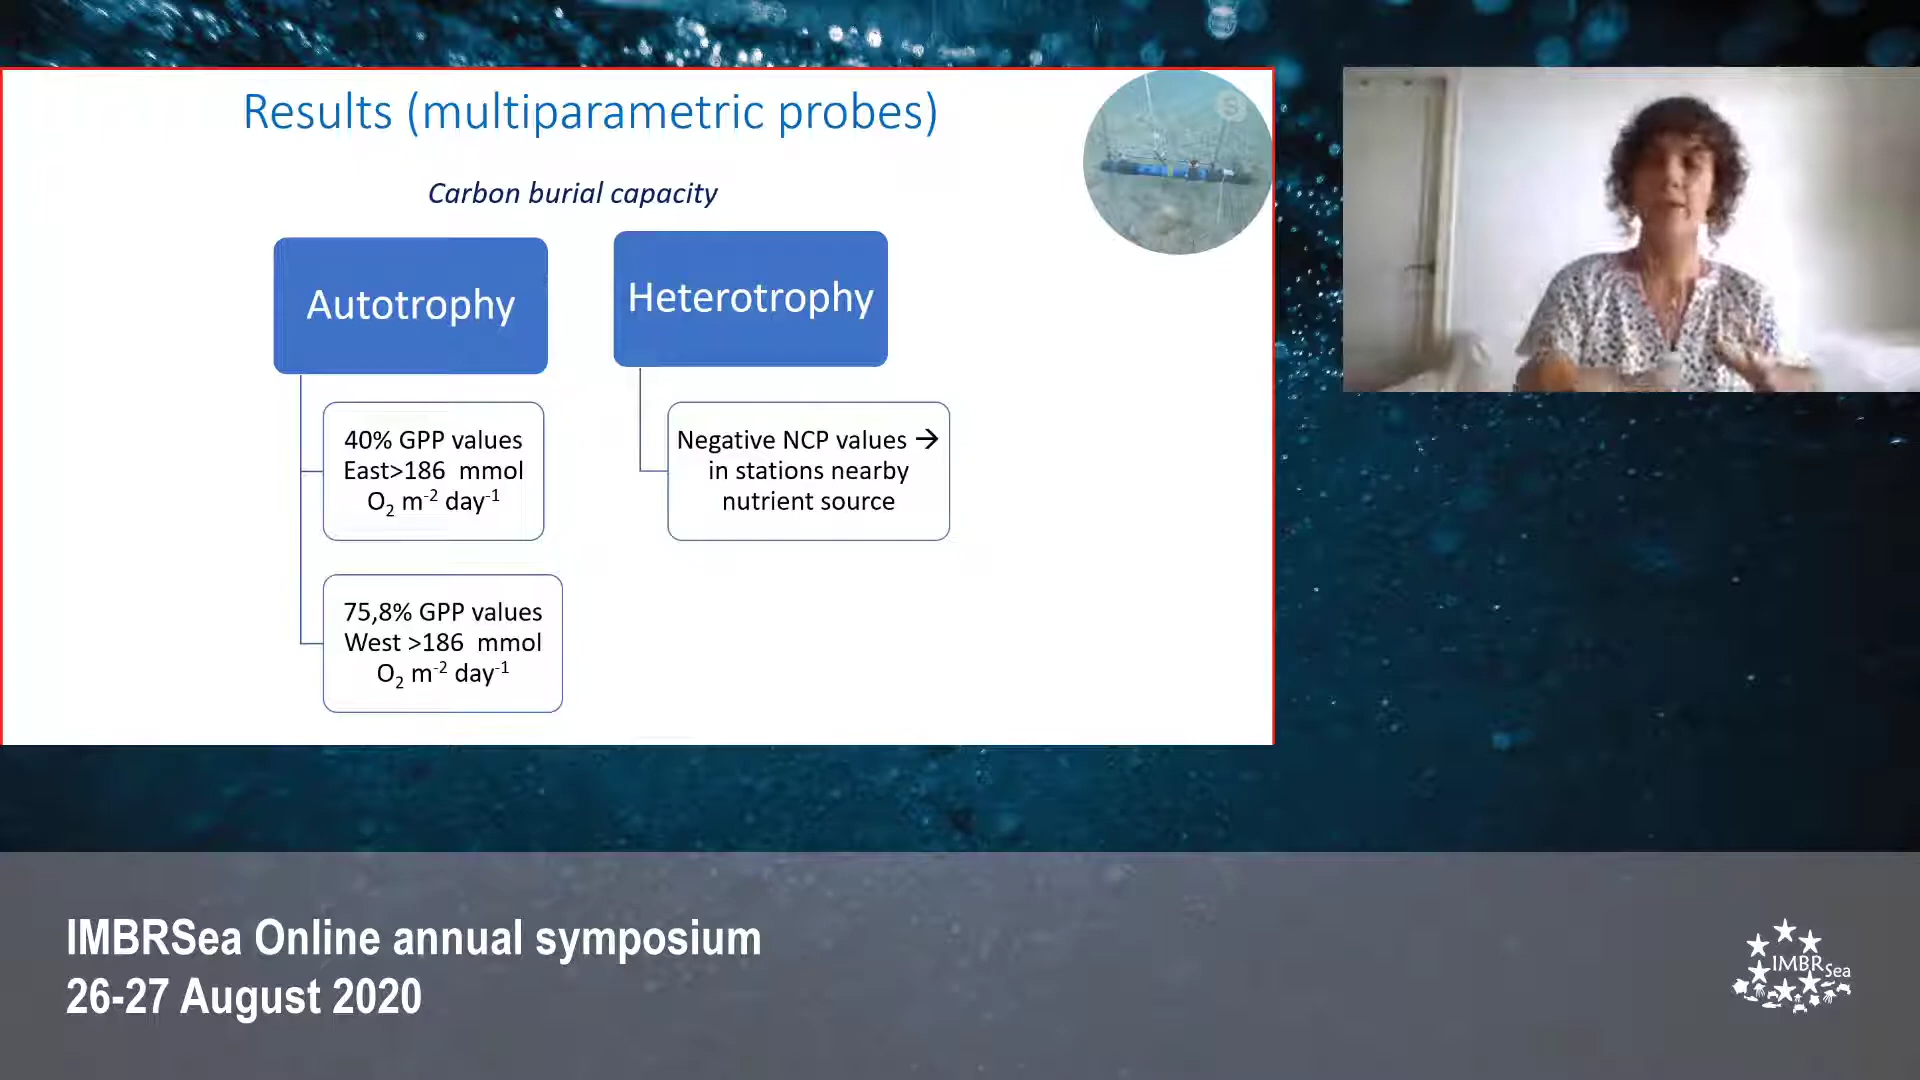 Results (multiparametric probes)
S
Carbon burial capacity
Autotrophy
Heterotrophy
40% GPP values
East>186 mmol
O₂ m⁻² day⁻¹
Negative NCP values →
in stations nearby
nutrient source
75,8% GPP values
West >186 mmol
O₂ m⁻² day⁻¹
IMBRSea Online annual symposium
26-27 August 2020
IMBRSea